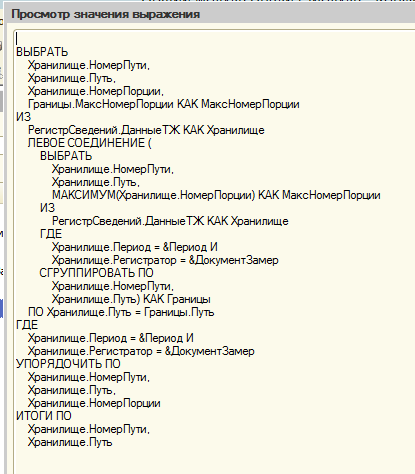 Просмотр значения выражения
ВЫБРАТЬ
Хранилище.НомерПути,
Хранилище.Путь,
Хранилище.НомерПорции,
Границы.МаксНомерПорции КАК МаксНомерПорции
ИЗ
РегистрСведений.ДанныеТЖ КАК Хранилище
ЛЕВОЕ СОЕДИНЕНИЕ (
ВЫБРАТЬ
Хранилище.НомерПути,
Хранилище.Путь,
МАКСИМУМ(Хранилище.НомерПорции) КАК МаксНомерПорции
ИЗ
РегистрСведений.ДанныеТЖ КАК Хранилище
ГДЕ
Хранилище.Период = &Период И
Хранилище.Регистратор = &ДокументЗамер
СГРУППИРОВАТЬ ПО
Хранилище.НомерПути,
Хранилище.Путь) КАК Границы
ПО Хранилище.Путь = Границы.Путь
ГДЕ
Хранилище.Период = &Период И
Хранилище.Регистратор = &ДокументЗамер
УПОРЯДОЧИТЬ ПО
Хранилище.НомерПути,
Хранилище.Путь,
Хранилище.НомерПорции
ИТОГИ ПО
Хранилище.НомерПути,
Хранилище.Путь